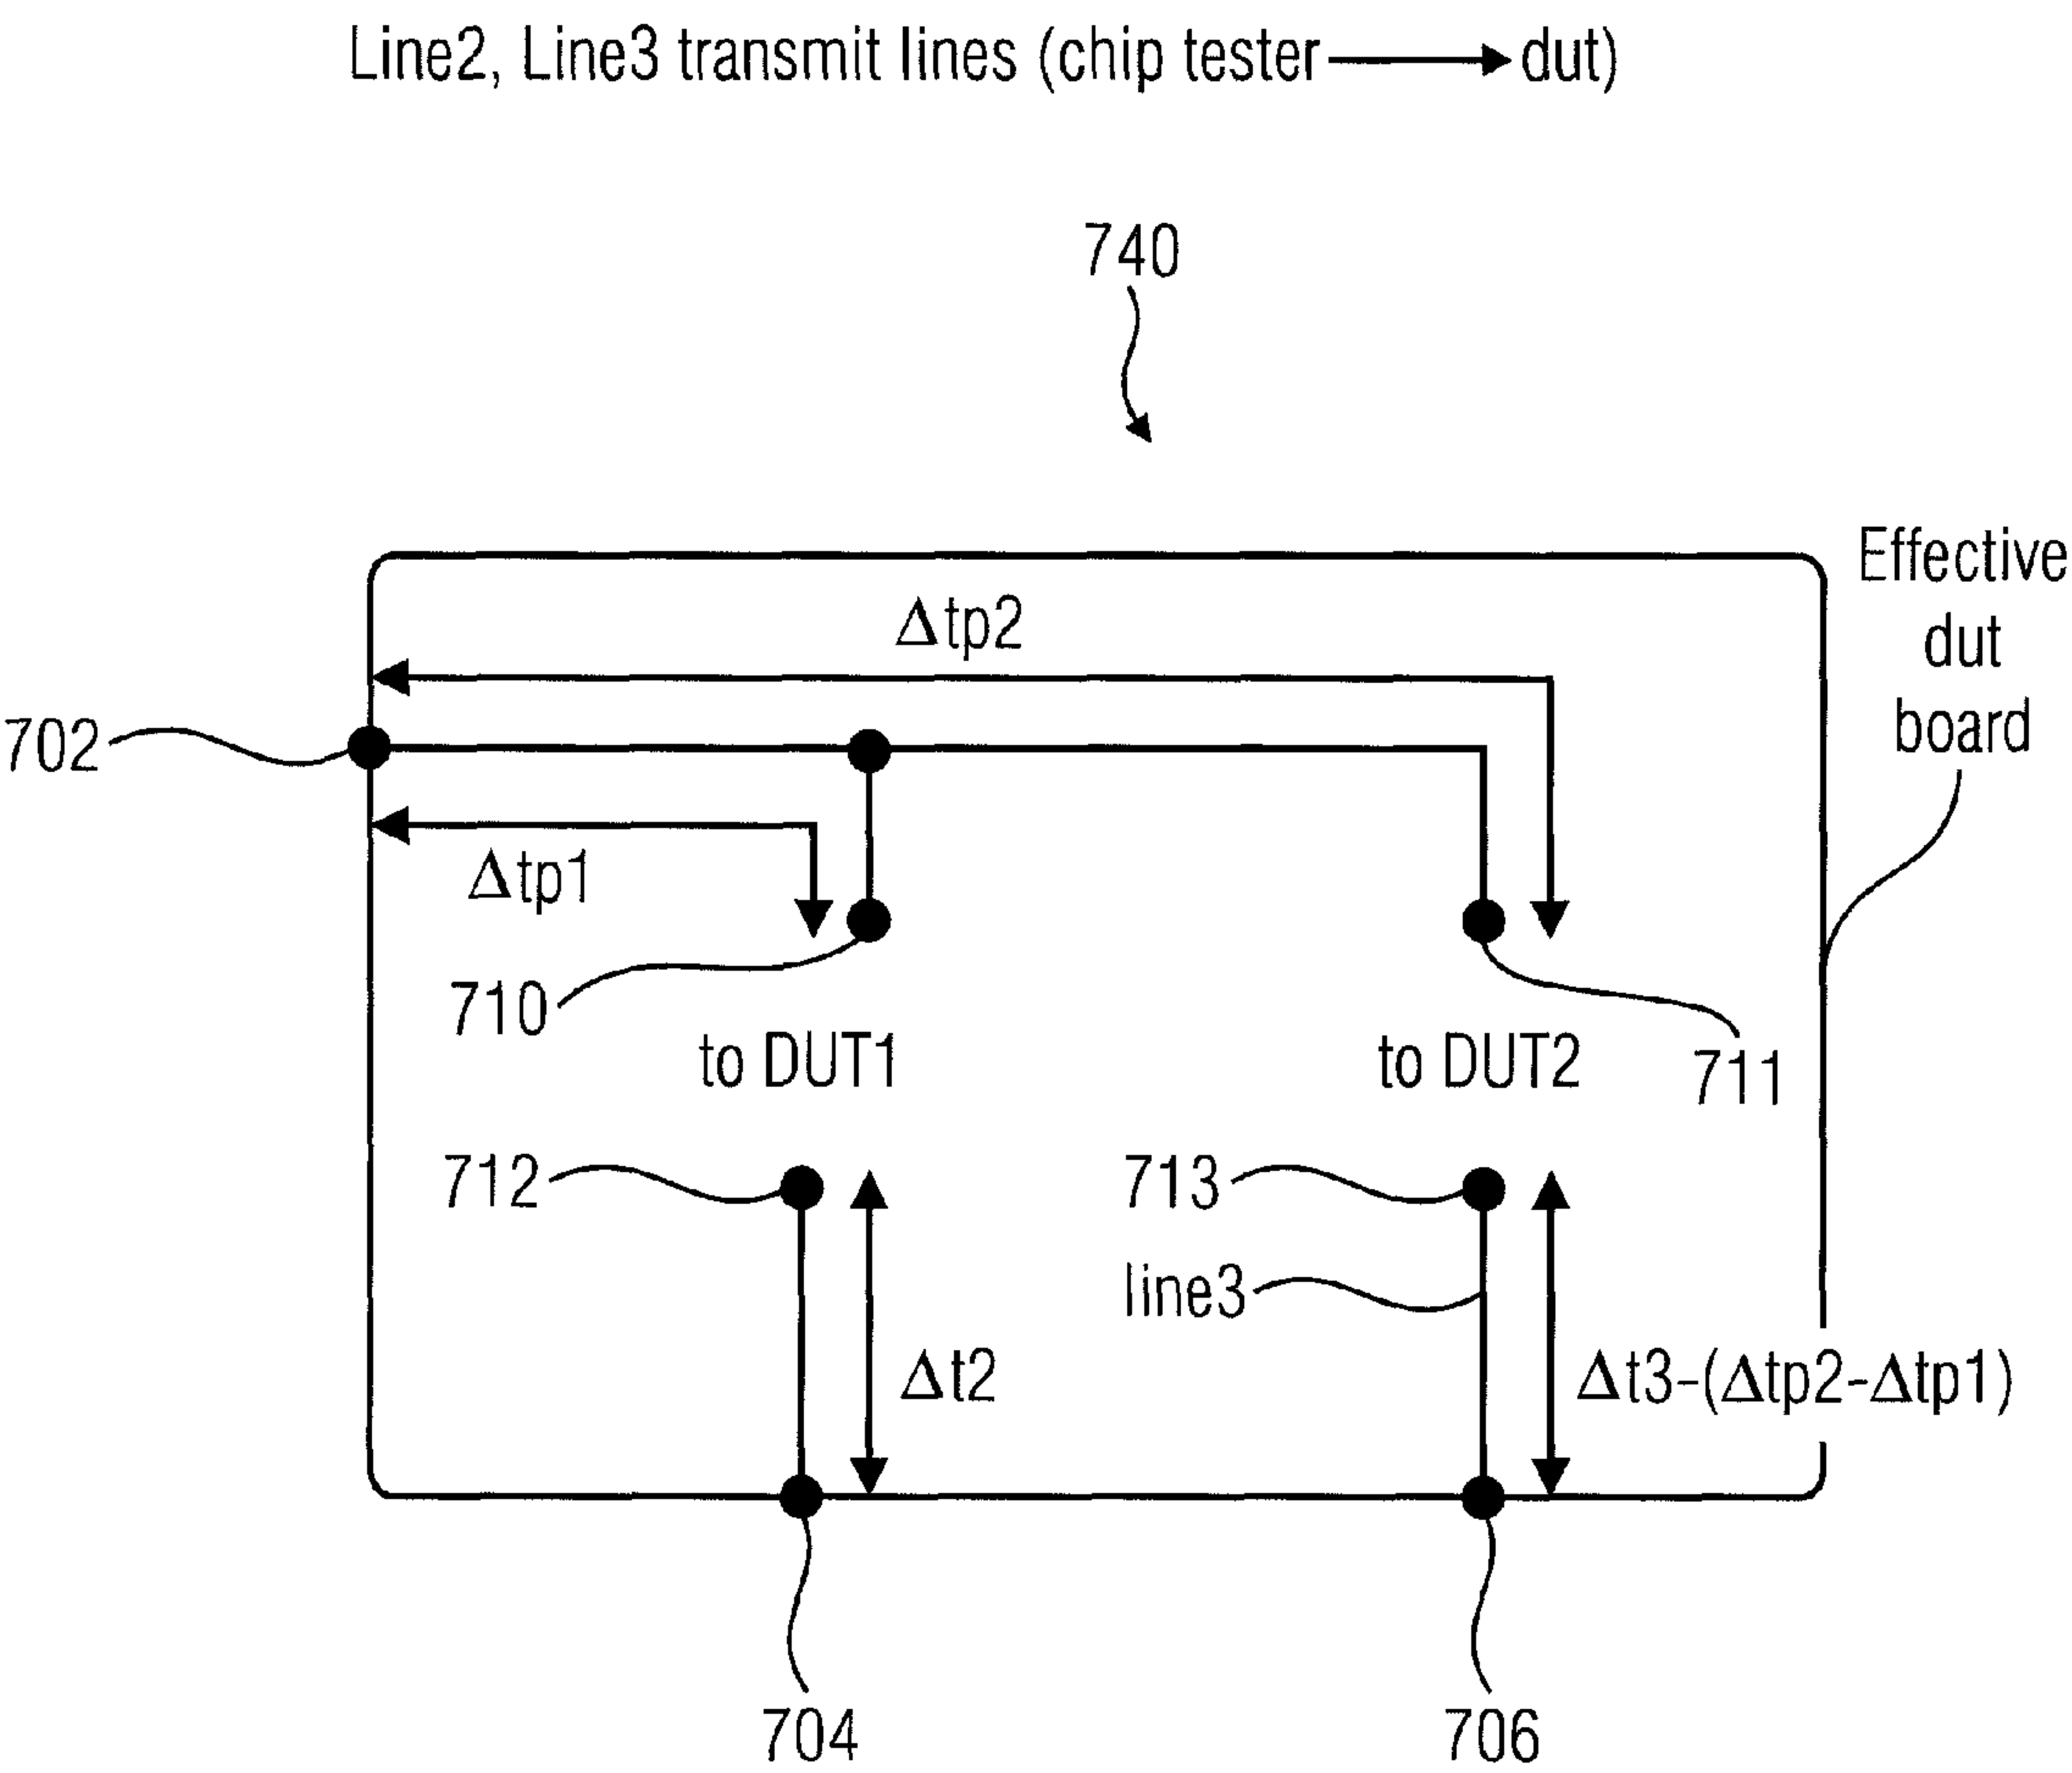 Line2, Line3 transmit lines (chip tester → dut)
740
Effective
dut
board
Δtp2
702
Δtp1
710
to DUT1
to DUT2
711
712
713
line3
Δt2
Δt3-(Δtp2-Δtp1)
704
706